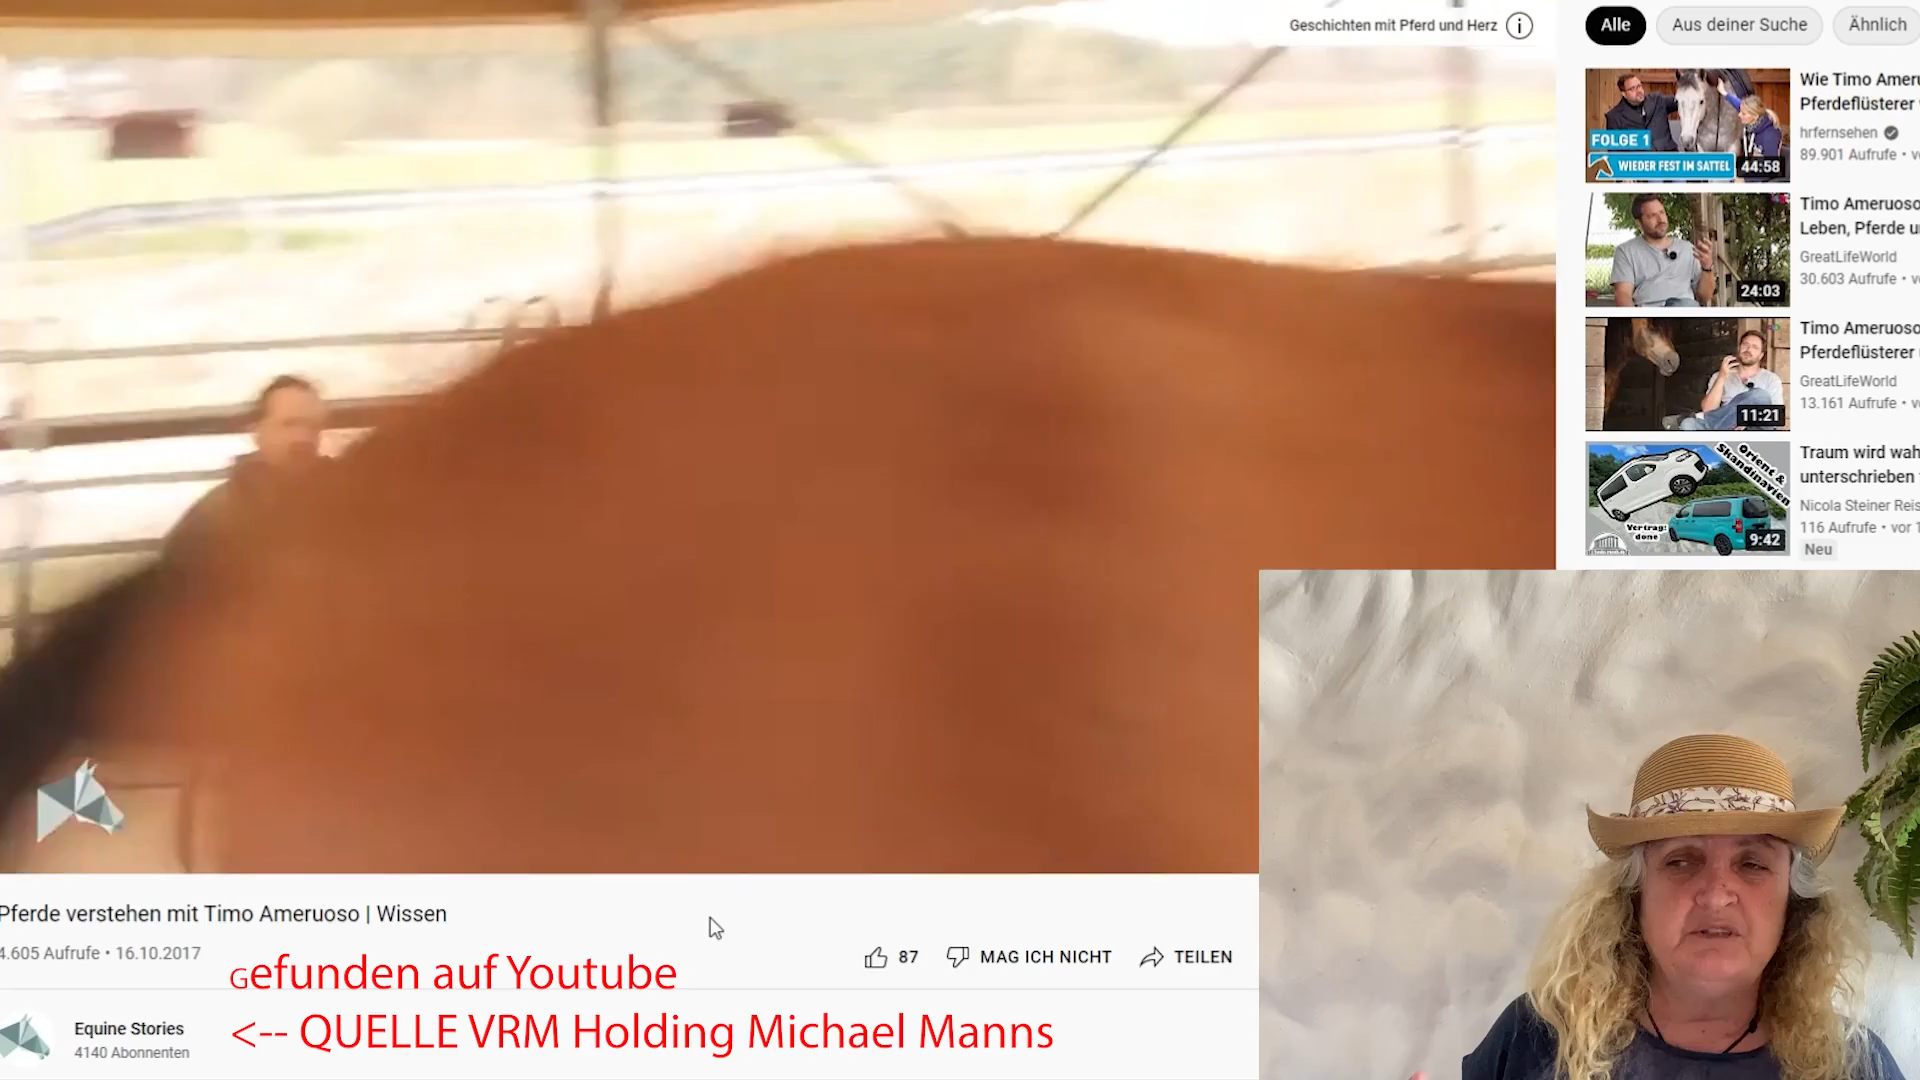 Geschichten mit Pferd und Herz
Alle
Aus deiner Suche
Ähnlich
FOLGE 1
WIEDER FEST IM SATTEL
44:58
Wie Timo Ameru
Pferdeflüsterer
hrfernsehen
89.901 Aufrufe • v
24:03
Timo Ameruoso
Leben, Pferde u
GreatLifeWorld
30.603 Aufrufe • v
11:21
Timo Ameruoso
Pferdeflüsterer
GreatLifeWorld
13.161 Aufrufe • v
Orient &
Skandinavien
Vertrag:
done
9:42
Traum wird wah
unterschrieben
Nicola Steiner Reis
116 Aufrufe • vor 1
Neu
Pferde verstehen mit Timo Ameruoso | Wissen
4.605 Aufrufe • 16.10.2017
87
MAG ICH NICHT
TEILEN
Gefunden auf Youtube
<-- QUELLE VRM Holding Michael Manns
Equine Stories
4140 Abonnenten